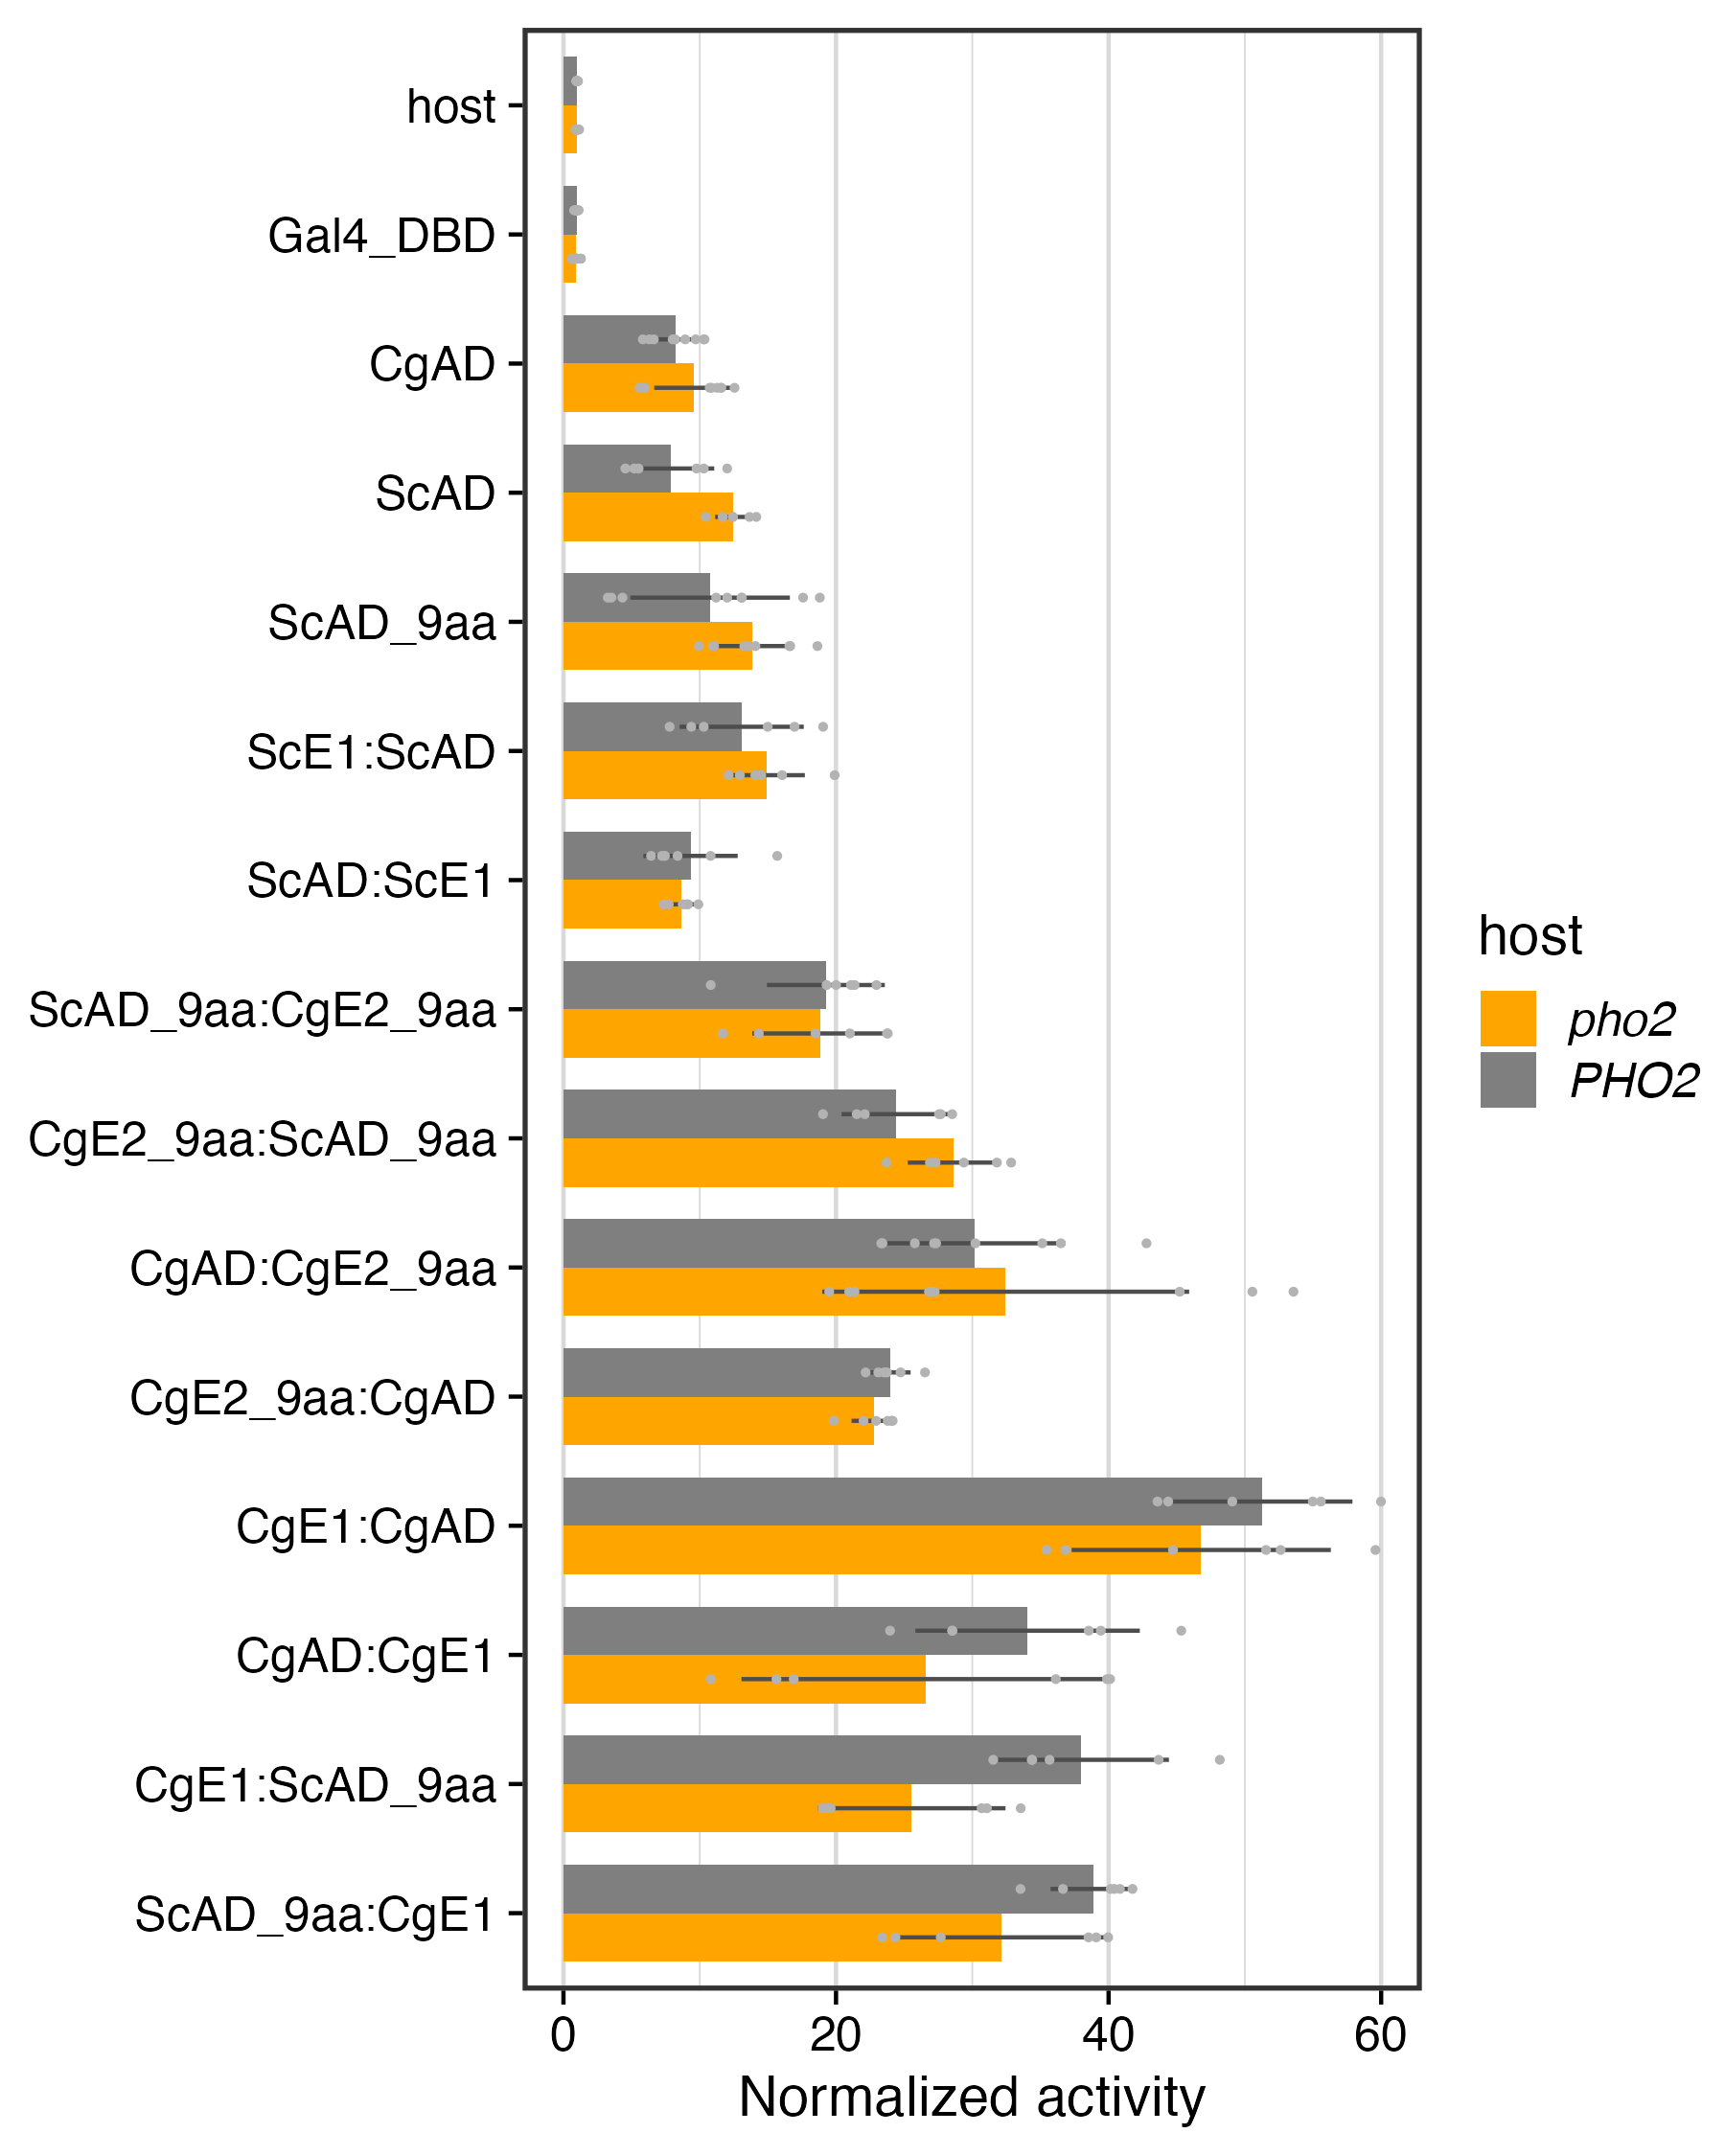 host
Gal4_DBD
CgAD
ScAD
ScAD_9aa
ScE1:ScAD
ScAD:ScE1
ScAD_9aa:CgE2_9aa
CgE2_9aa:ScAD_9aa
CgAD:CgE2_9aa
CgE2_9aa:CgAD
CgE1:CgAD
CgAD:CgE1
CgE1:ScAD_9aa
ScAD_9aa:CgE1
0 20 40 60
Normalized activity
host
pho2
PHO2